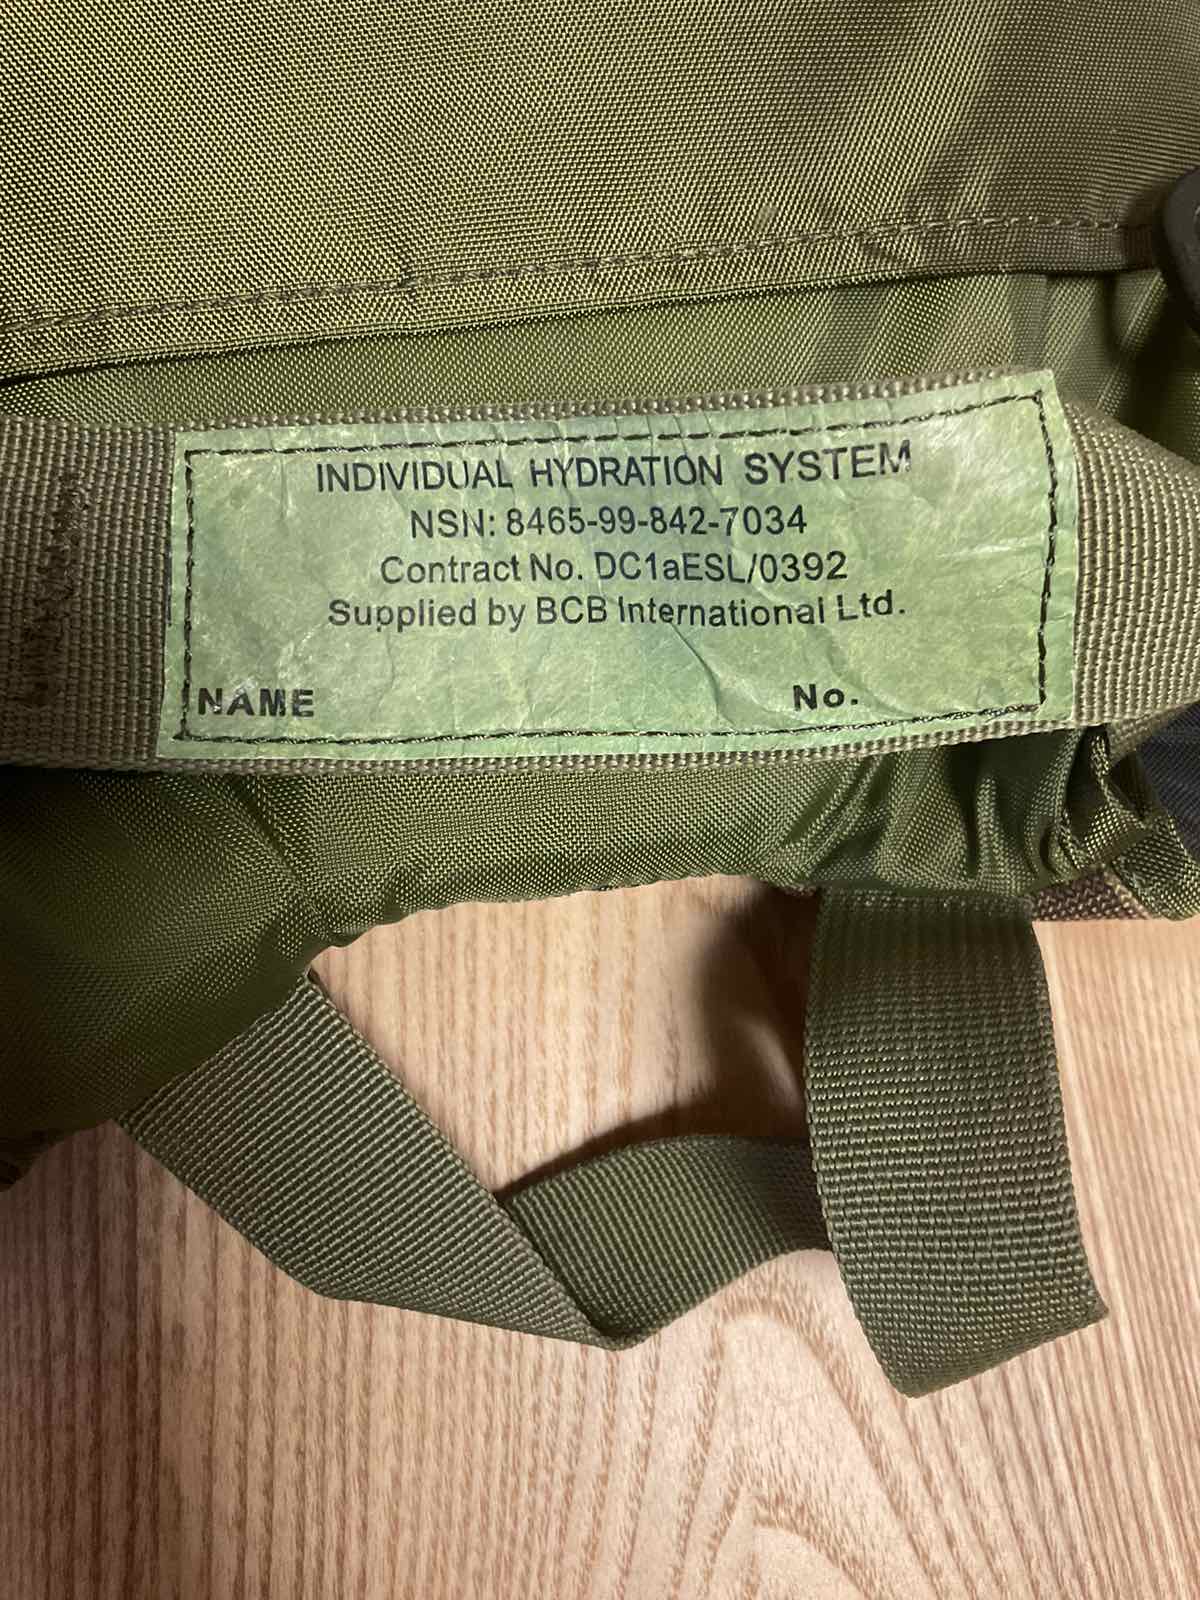 INDIVIDUAL HYDRATION SYSTEM
NSN: 8465-99-842-7034
Contract No. DC1aESL/0392
Supplied by BCB International Ltd.
NAME No.